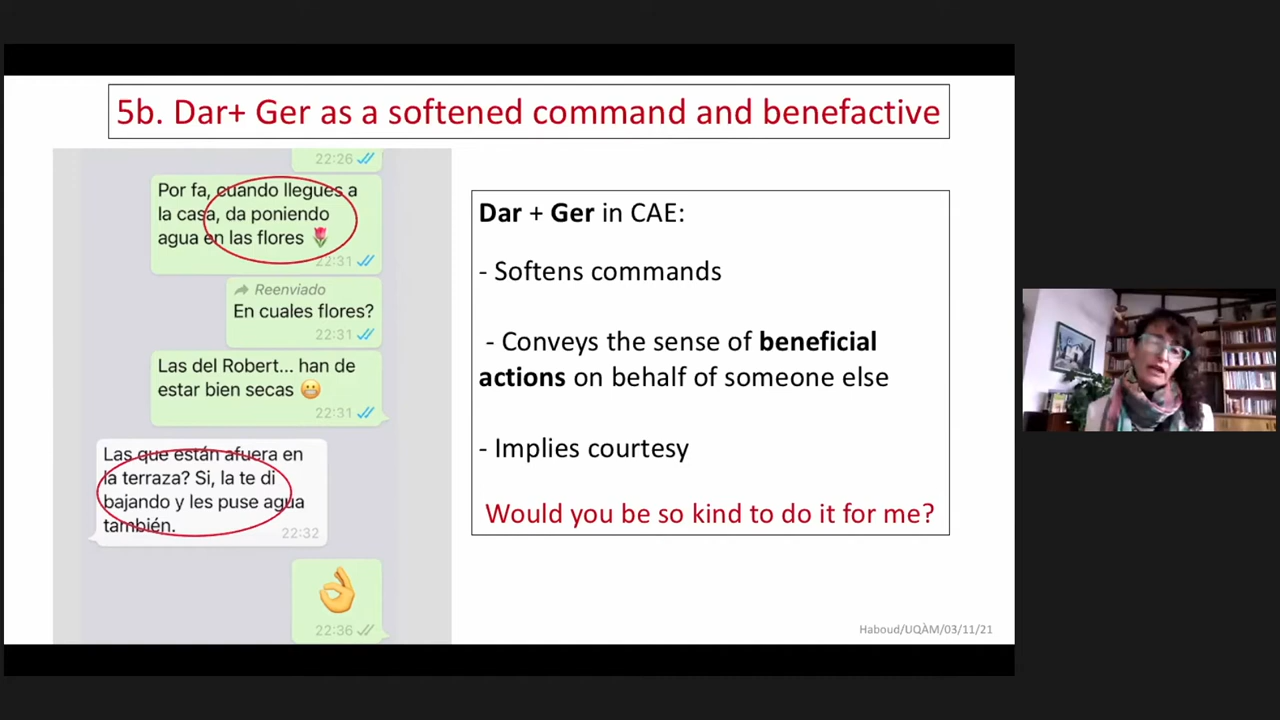 5b. Dar+ Ger as a softened command and benefactive
22:26
Por fa, cuando llegues a
la casa, da poniendo
agua en las flores 🌷
22:31
Reenviado
En cuales flores?
22:31
Las del Robert... han de
estar bien secas 😬
22:31
Las que están afuera en
la terraza? Si, la te di
bajando y les puse agua
también.
22:32
👌
22:36
Dar + Ger in CAE:
- Softens commands
- Conveys the sense of beneficial
actions on behalf of someone else
- Implies courtesy
Would you be so kind to do it for me?
Haboud/UQÀM/03/11/21